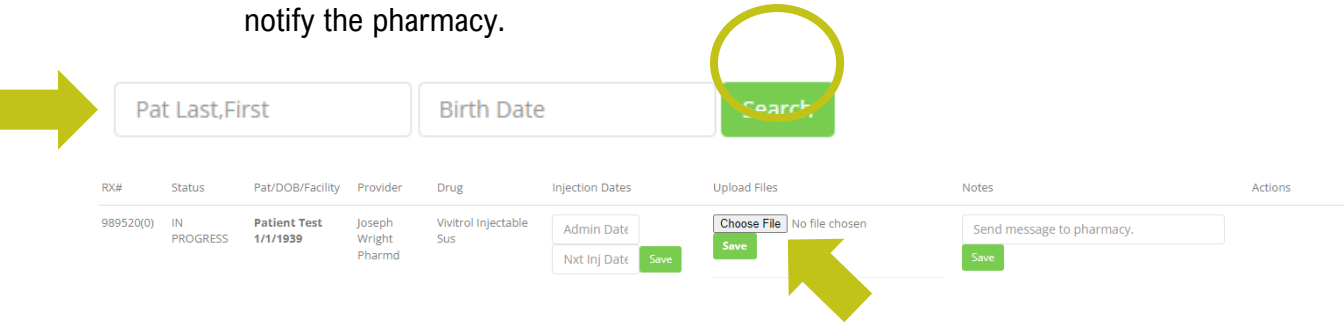 notify the pharmacy.
Pat Last,First Birth Date Search
RX# Status Pat/DOB/Facility Provider Drug Injection Dates Upload Files Notes Actions
989520(0) IN Patient Test Joseph Vivitrol Injectable Admin Date Choose File No file chosen Send message to pharmacy.
PROGRESS 1/1/1939 Wright Sus Save
Pharmd Nxt Inj Date Save Save